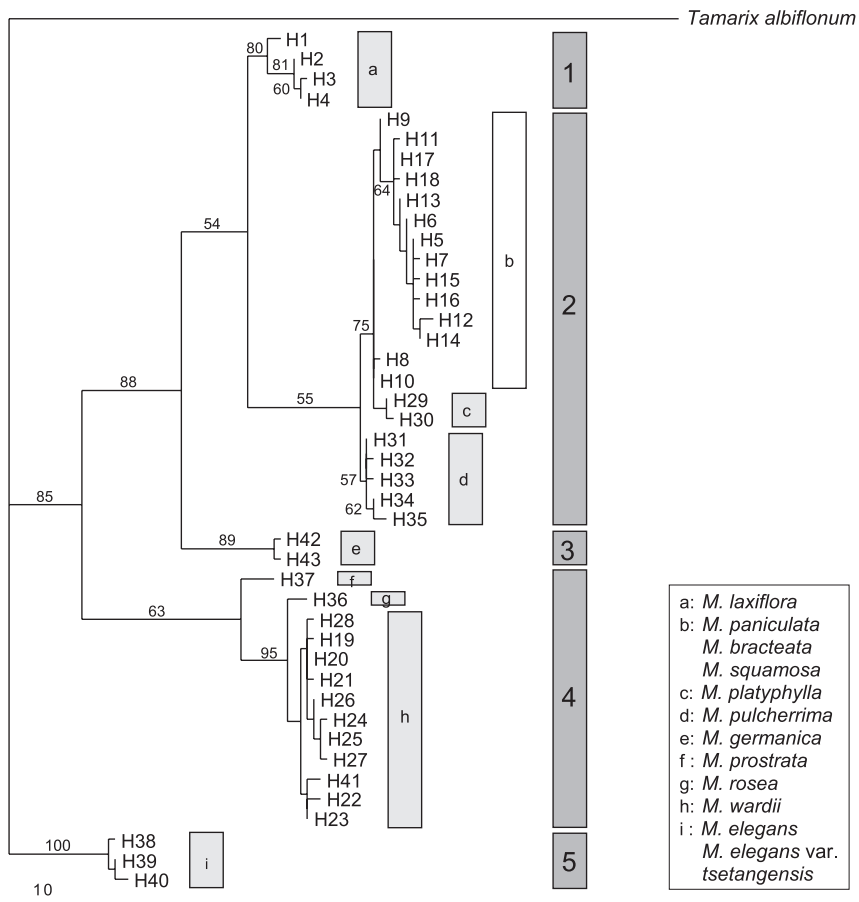 Tamarix albiflonum
80 H1
81 H2
60 H3
H4
a
1
H9
H11
H17
64 H18
H13
H6
H5
H7
H15
H16
H12
H14
b
2
54
75
H8
H10
88
55
H29
H30
c
H31
H32
57 H33
62 H34
H35
d
85
89 H42
H43
e
3
H37 f
63
H36 g
95
H28
H19
H20
H21
H26
H24
H25
H27
H41
H22
H23
h
4
100 H38
H39
H40
i
5
10
a: M. laxiflora
b: M. paniculata
M. bracteata
M. squamosa
c: M. platyphylla
d: M. pulcherrima
e: M. germanica
f : M. prostrata
g: M. rosea
h: M. wardii
i : M. elegans
M. elegans var.
tsetangensis